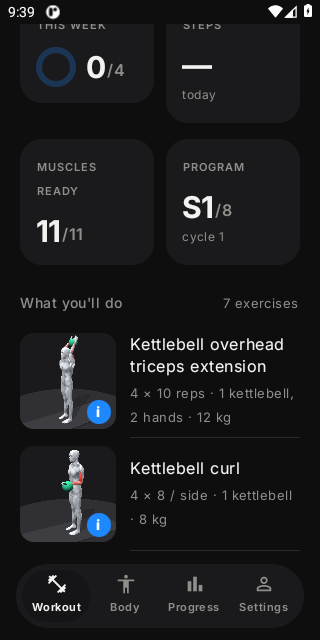 9:39
THIS WEEK
STEPS
0/4
—
today
MUSCLES
READY
PROGRAM
11/11
S1/8
cycle 1
What you'll do
7 exercises
Kettlebell overhead
triceps extension
4 × 10 reps · 1 kettlebell,
2 hands · 12 kg
i
Kettlebell curl
4 × 8 / side · 1 kettlebell
· 8 kg
i
Workout
Body
Progress
Settings